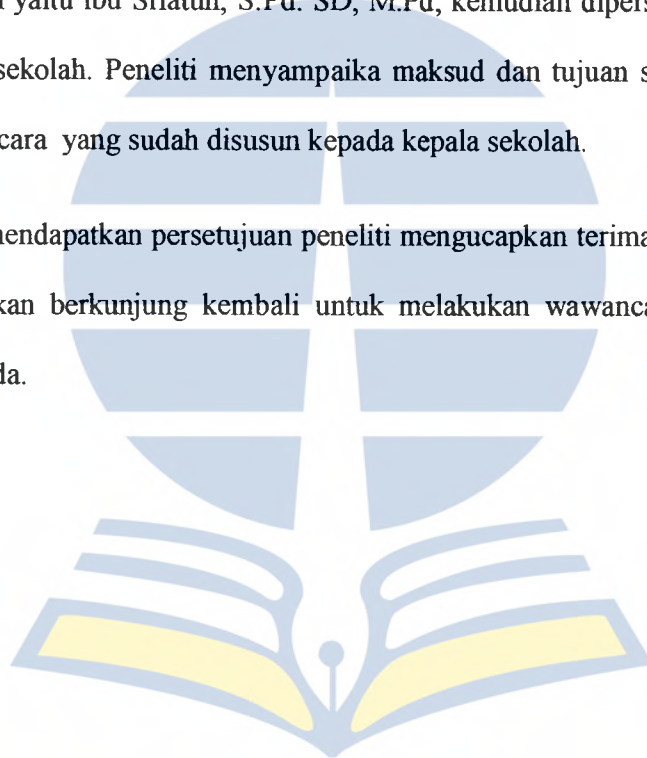 yaitu Ibu Sriatun, S.Pd. SD, M.Pd, kemudian
sekolah. Peneliti menyampaika maksud dan tujuan
cara yang sudah disusun kepada kepala sekolah.
endapatkan persetujuan peneliti mengucapkan terima
kan berkunjung kembali untuk melakukan wawanca
da.